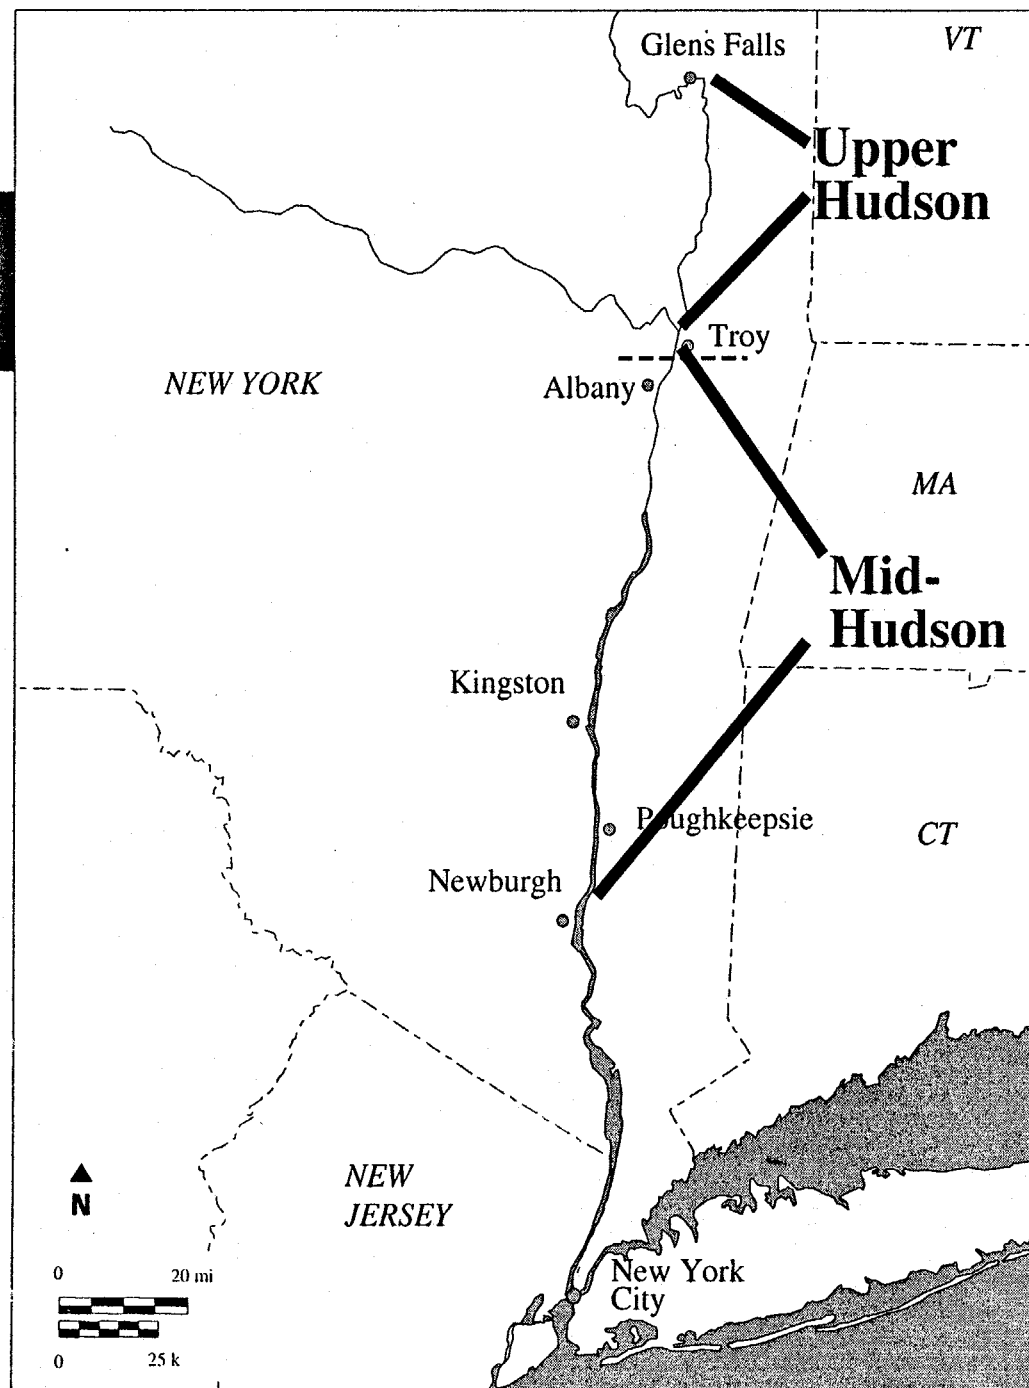 Glens Falls
VT
Upper
Hudson
Troy
NEW YORK
Albany
MA
Mid-
Hudson
Kingston
Poughkeepsie
CT
Newburgh
N
NEW
JERSEY
0 20 mi
New York
City
0 25 k